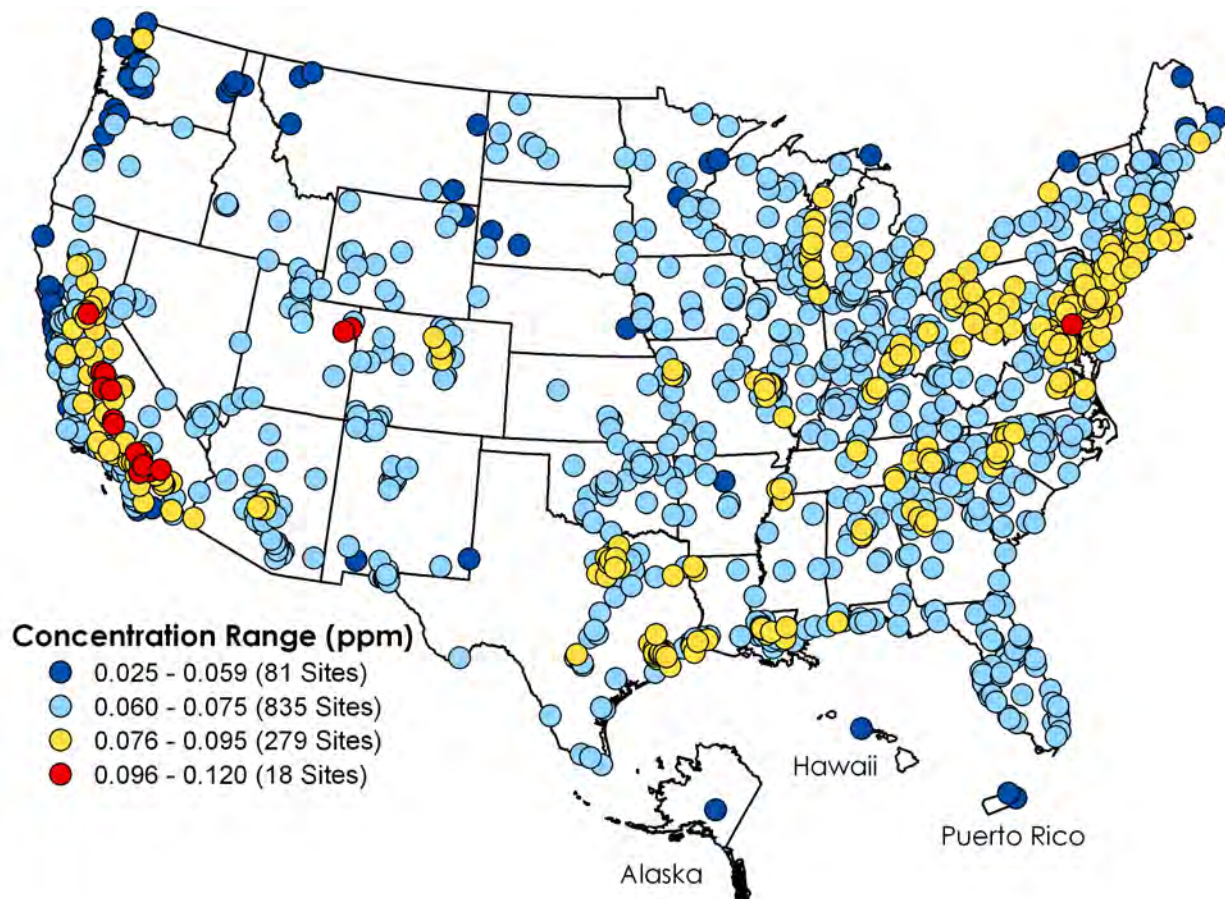 Concentration Range (ppm)
0.025 - 0.059 (81 Sites)
0.060 - 0.075 (835 Sites)
0.076 - 0.095 (279 Sites)
0.096 - 0.120 (18 Sites)
Hawaii
Puerto Rico
Alaska